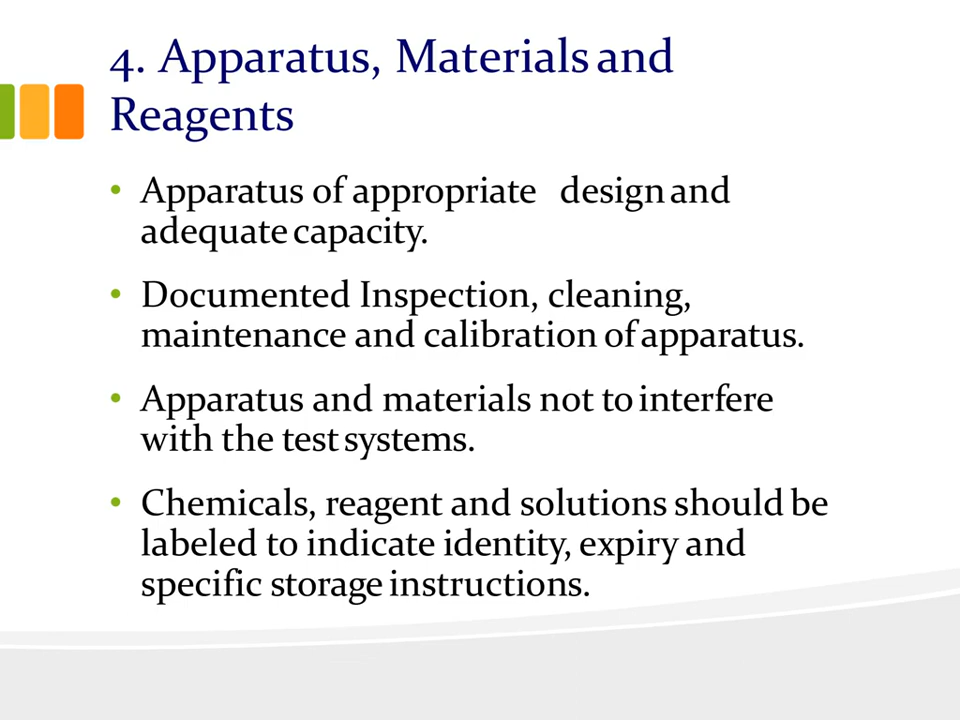 4. Apparatus, Materials and
Reagents
• Apparatus of appropriate design and
adequate capacity.
• Documented Inspection, cleaning,
maintenance and calibration of apparatus.
• Apparatus and materials not to interfere
with the test systems.
• Chemicals, reagent and solutions should be
labeled to indicate identity, expiry and
specific storage instructions.